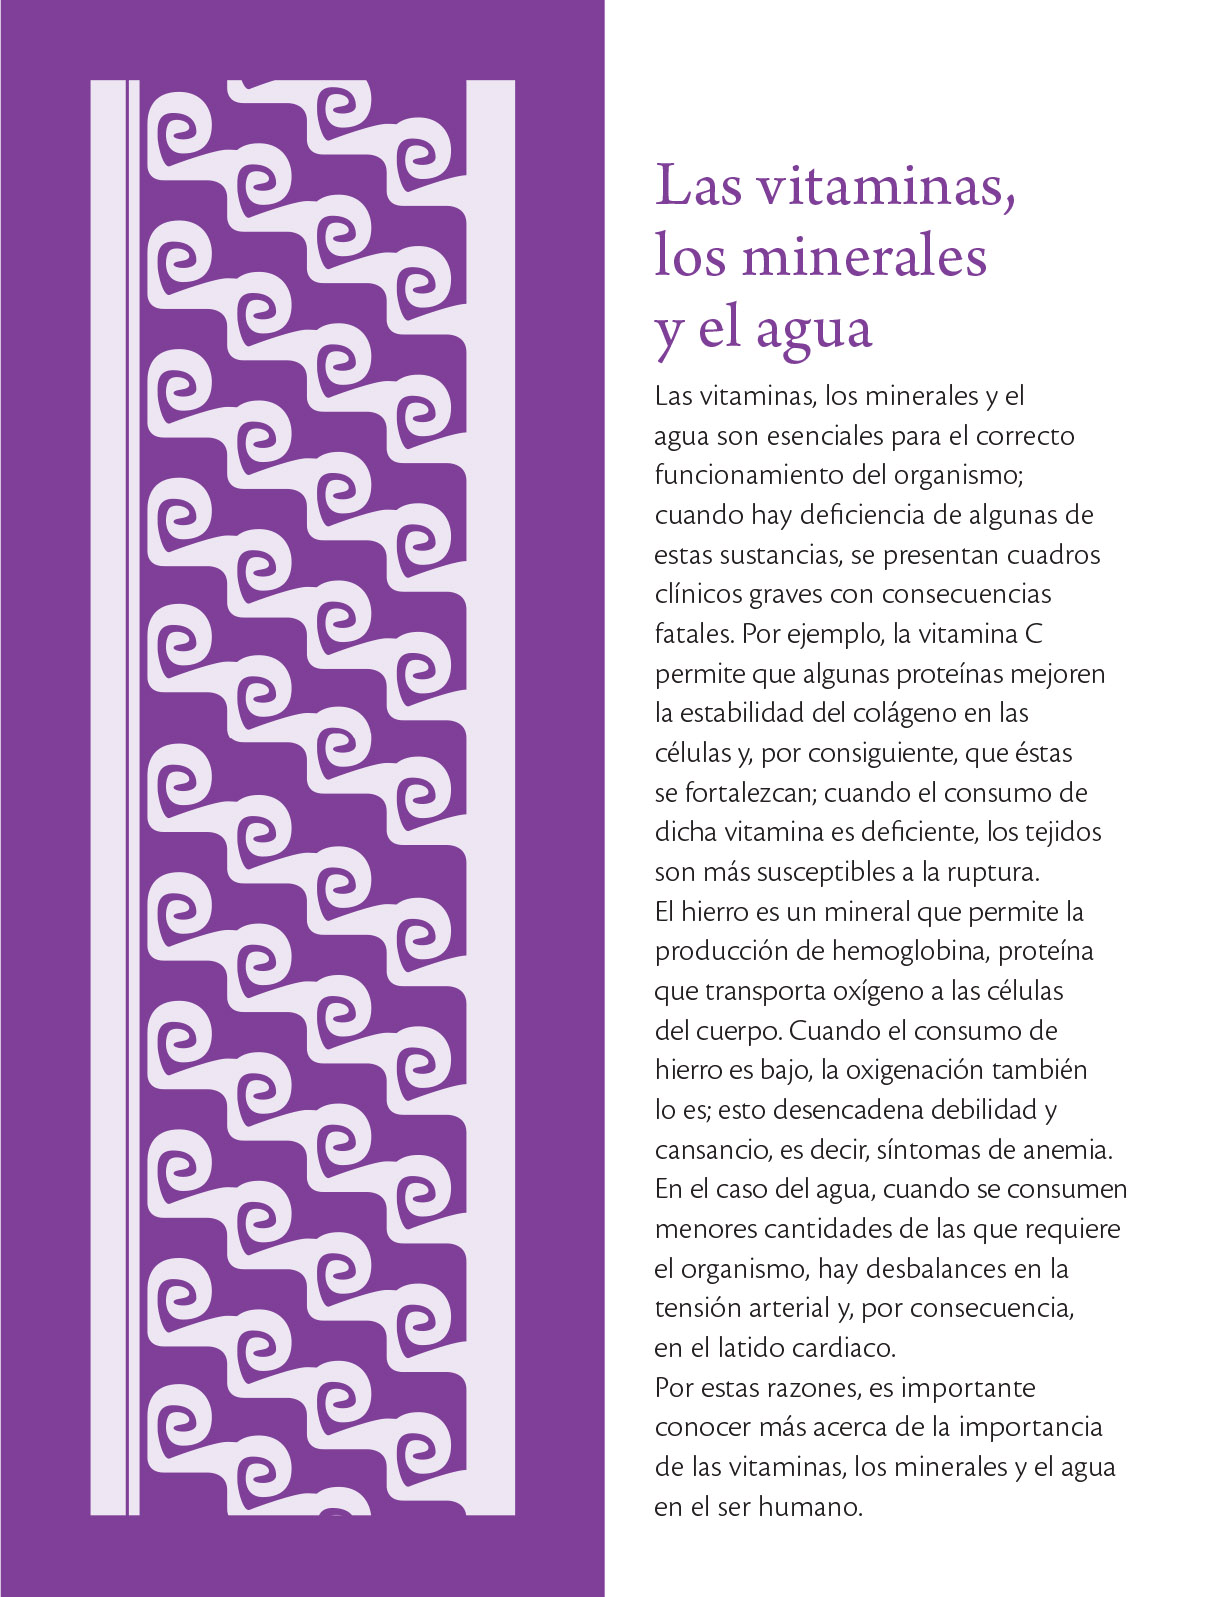 Las vitaminas,
los minerales
y el agua
Las vitaminas, los minerales y el
agua son esenciales para el correcto
funcionamiento del organismo;
cuando hay deficiencia de algunas de
estas sustancias, se presentan cuadros
clínicos graves con consecuencias
fatales. Por ejemplo, la vitamina C
permite que algunas proteínas mejoren
la estabilidad del colágeno en las
células y, por consiguiente, que éstas
se fortalezcan; cuando el consumo de
dicha vitamina es deficiente, los tejidos
son más susceptibles a la ruptura.
El hierro es un mineral que permite la
producción de hemoglobina, proteína
que transporta oxígeno a las células
del cuerpo. Cuando el consumo de
hierro es bajo, la oxigenación también
lo es; esto desencadena debilidad y
cansancio, es decir, síntomas de anemia.
En el caso del agua, cuando se consumen
menores cantidades de las que requiere
el organismo, hay desbalances en la
tensión arterial y, por consecuencia,
en el latido cardiaco.
Por estas razones, es importante
conocer más acerca de la importancia
de las vitaminas, los minerales y el agua
en el ser humano.